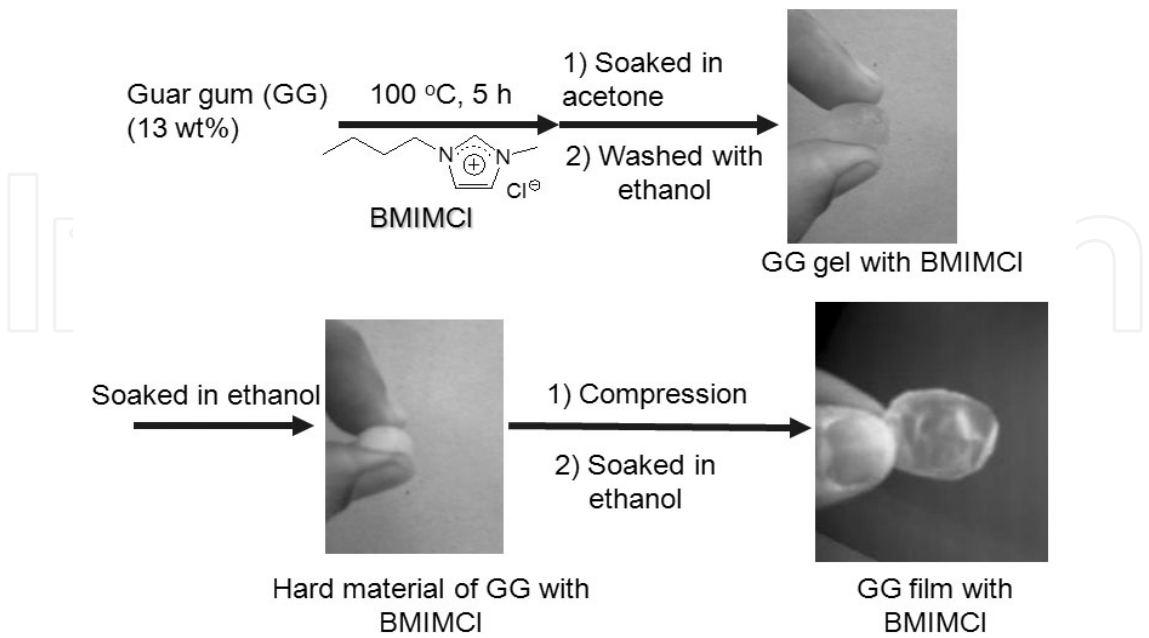 Guar gum (GG)
(13 wt%)
100 °C, 5 h
N
N
⊕
Cl⊖
BMIMCl
1) Soaked in
acetone
2) Washed with
ethanol
GG gel with BMIMCl
Soaked in ethanol
Hard material of GG with
BMIMCl
1) Compression
2) Soaked in
ethanol
GG film with
BMIMCl